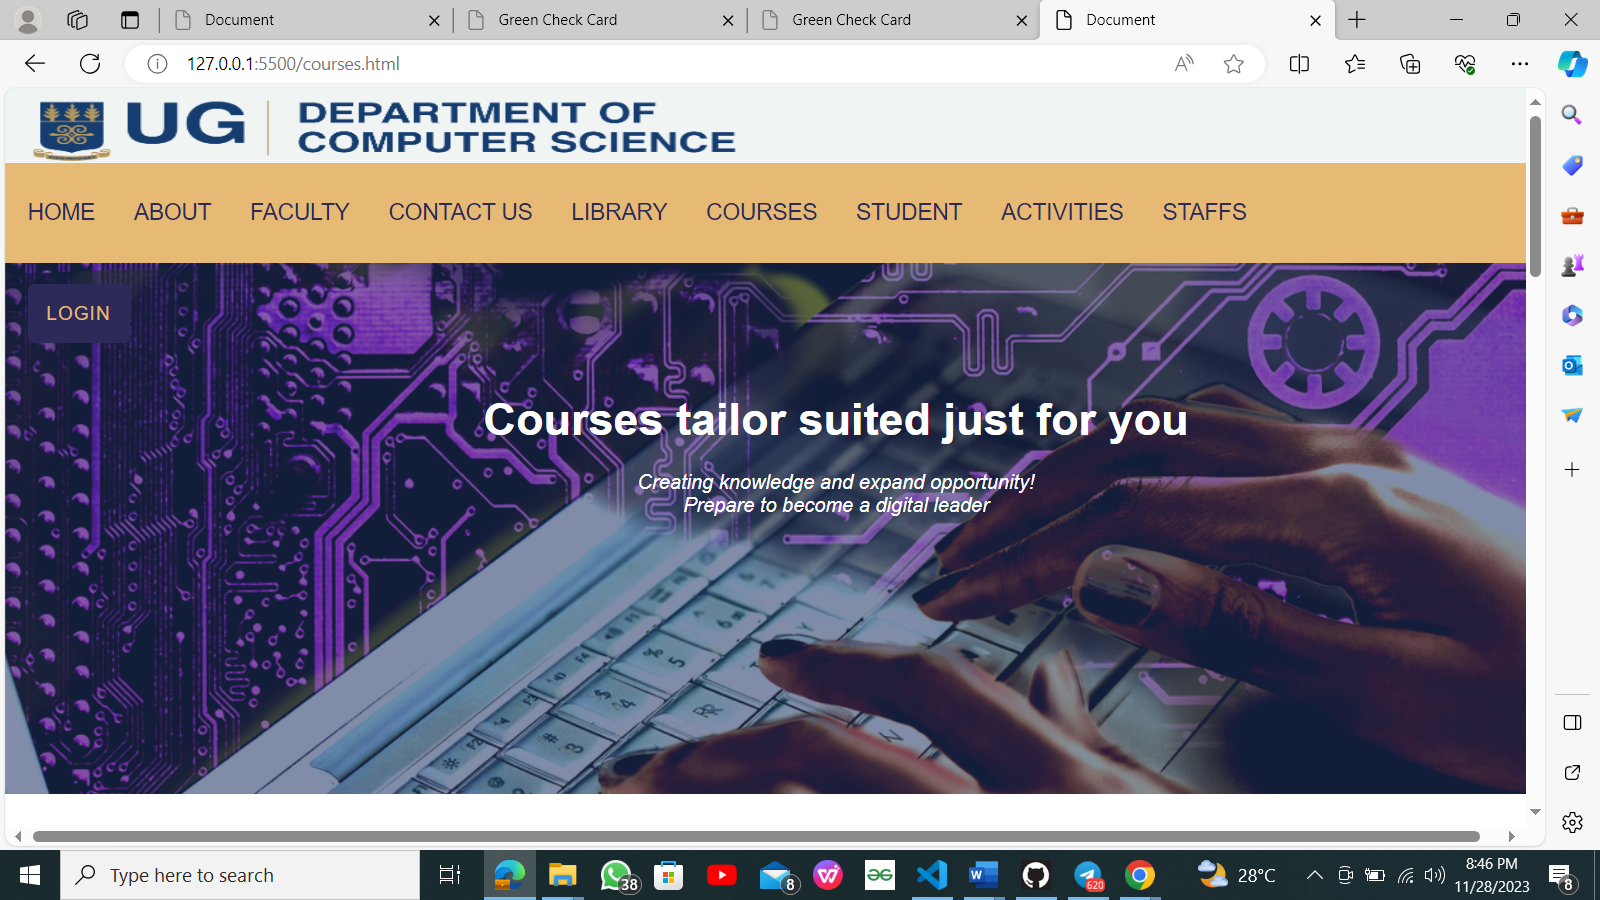 Document
Green Check Card
Green Check Card
Document
127.0.0.1:5500/courses.html
UG
DEPARTMENT OF
COMPUTER SCIENCE
HOME ABOUT FACULTY CONTACT US LIBRARY COURSES STUDENT ACTIVITIES STAFFS
LOGIN
Courses tailor suited just for you
Creating knowledge and expand opportunity!
Prepare to become a digital leader
Type here to search
38
8
620
28°C
8:46 PM
11/28/2023
8